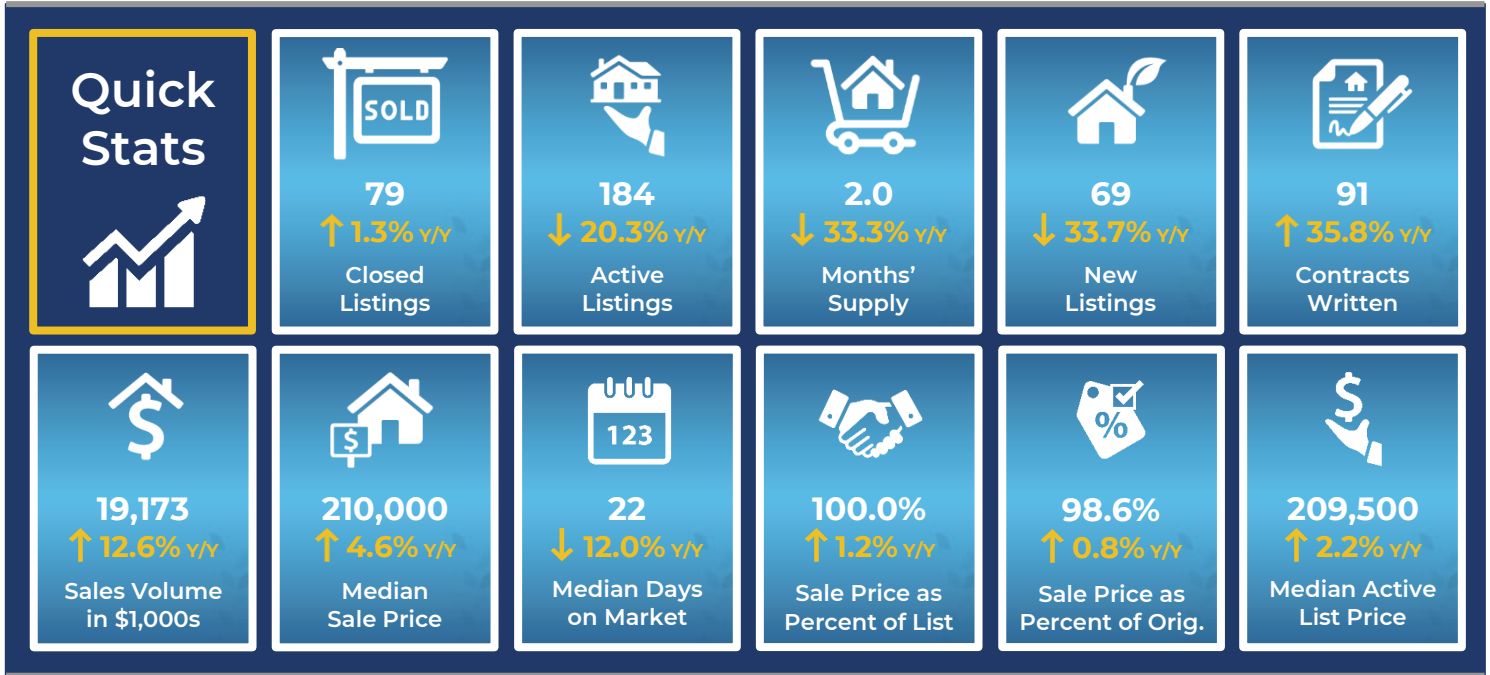 Quick
Stats
SOLD
79
↑ 1.3% Y/Y
Closed
Listings
184
↓ 20.3% Y/Y
Active
Listings
2.0
↓ 33.3% Y/Y
Months’
Supply
69
↓ 33.7% Y/Y
New
Listings
91
↑ 35.8% Y/Y
Contracts
Written
$
19,173
↑ 12.6% Y/Y
Sales Volume
in $1,000s
$
210,000
↑ 4.6% Y/Y
Median
Sale Price
123
22
↓ 12.0% Y/Y
Median Days
on Market
100.0%
↑ 1.2% Y/Y
Sale Price as
Percent of List
%
98.6%
↑ 0.8% Y/Y
Sale Price as
Percent of Orig.
$
209,500
↑ 2.2% Y/Y
Median Active
List Price